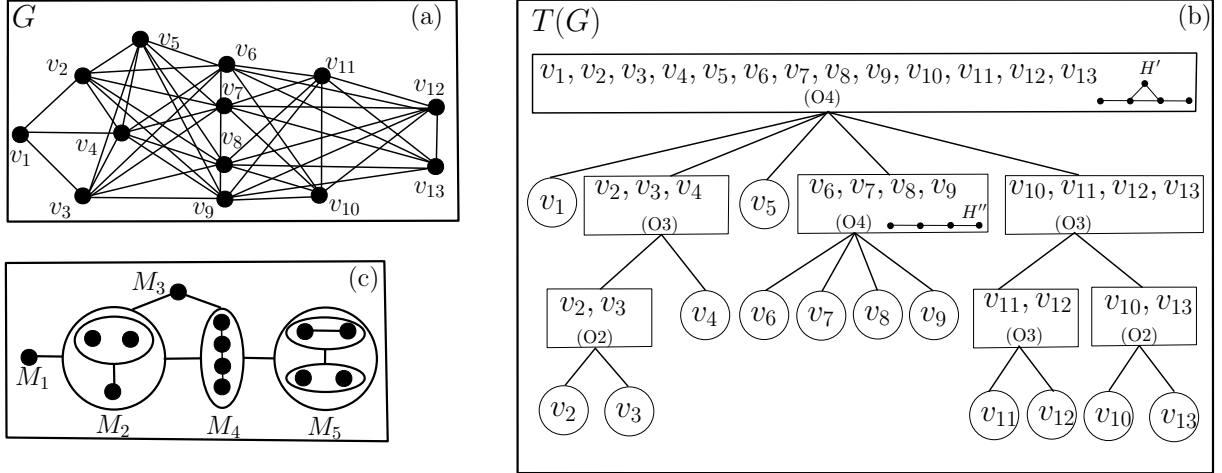 G
(a)
v5
v2
v6
v11
v7
v12
v1
v4
v8
v13
v3
v9
v10
(c)
M3
M1
M2
M4
M5
T(G)
(b)
v1, v2, v3, v4, v5, v6, v7, v8, v9, v10, v11, v12, v13
H′
(O4)
v1
v2, v3, v4
(O3)
v5
v6, v7, v8, v9
(O4)
H″
v10, v11, v12, v13
(O3)
v2, v3
(O2)
v4
v6
v7
v8
v9
v11, v12
(O3)
v10, v13
(O2)
v2
v3
v11
v12
v10
v13